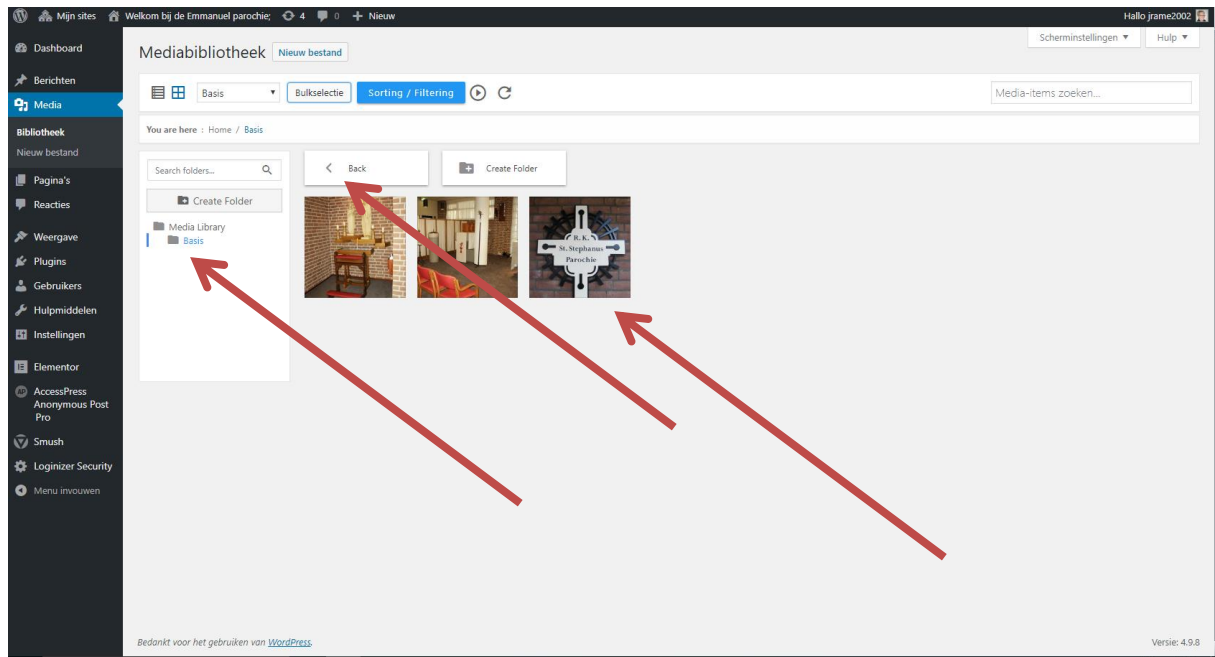 Mijn sites Welkom bij de Emmanuel parochie; 4 0 + Nieuw Hallo jrame2002
Dashboard
Berichten
Media
Bibliotheek
Nieuw bestand
Pagina's
Reacties
Weergave
Plugins
Gebruikers
Hulpmiddelen
Instellingen
Elementor
AccessPress
Anonymous Post
Pro
Smush
Loginizer Security
Menu invouwen
Scherminstellingen ▼ Hulp ▼
Mediabibliotheek Nieuw bestand
Basis Bulkselectie Sorting / Filtering Media-items zoeken...
You are here : Home / Basis
Search folders...
Create Folder
Media Library
Basis
Back Create Folder
R.K.
St. Stephanus
Parochie
Bedankt voor het gebruiken van WordPress. Versie: 4.9.8